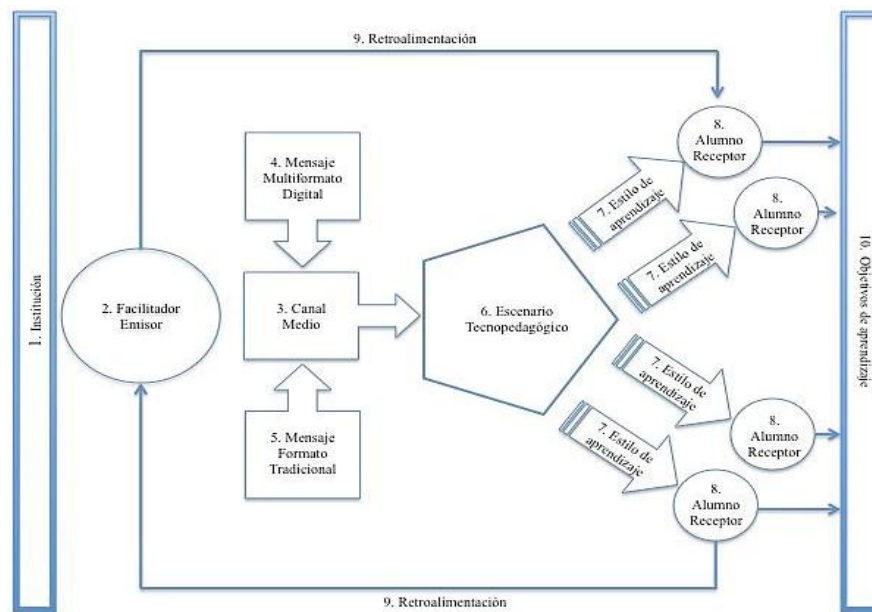 9. Retroalimentación
1. Institución
2. Facilitador
Emisor
4. Mensaje
Multiformato
Digital
3. Canal
Medio
5. Mensaje
Formato
Tradicional
6. Escenario
Tecnopedagógico
7. Estilo de
aprendizaje
7. Estilo de
aprendizaje
7. Estilo de
aprendizaje
7. Estilo de
aprendizaje
8.
Alumno
Receptor
8.
Alumno
Receptor
8.
Alumno
Receptor
8.
Alumno
Receptor
10. Objetivos de aprendizaje
9. Retroalimentación